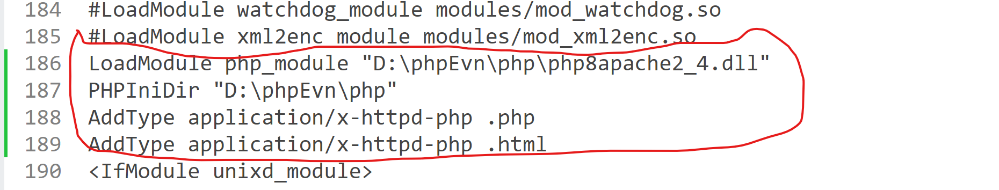 184 #LoadModule watchdog_module modules/mod_watchdog.so
185 #LoadModule xml2enc_module modules/mod_xml2enc.so
186 LoadModule php_module "D:\phpEvn\php\php8apache2_4.dll"
187 PHPIniDir "D:\phpEvn\php"
188 AddType application/x-httpd-php .php
189 AddType application/x-httpd-php .html
190 <IfModule unixd_module>